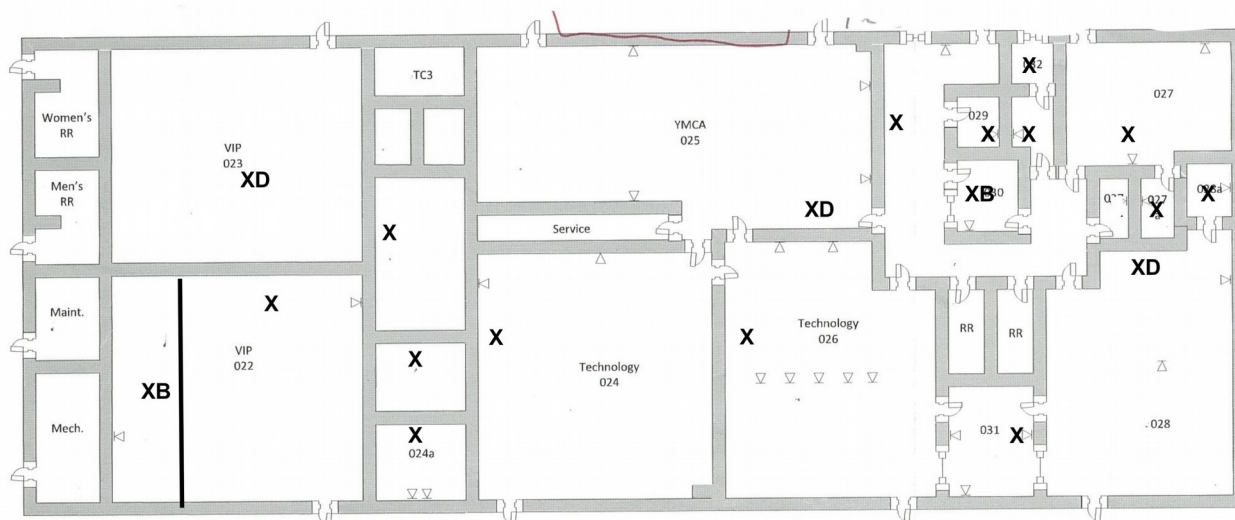 TC3
029
027
Women's
RR
X
VIP
023
YMCA
025
X
X
X
X
XD
Men's
RR
XB
X
X
Service
X
XD
XD
Maint.
X
VIP
022
X
X
Technology
026
RR
RR
X
Technology
024
XB
Mech.
X
024a
031
X
028